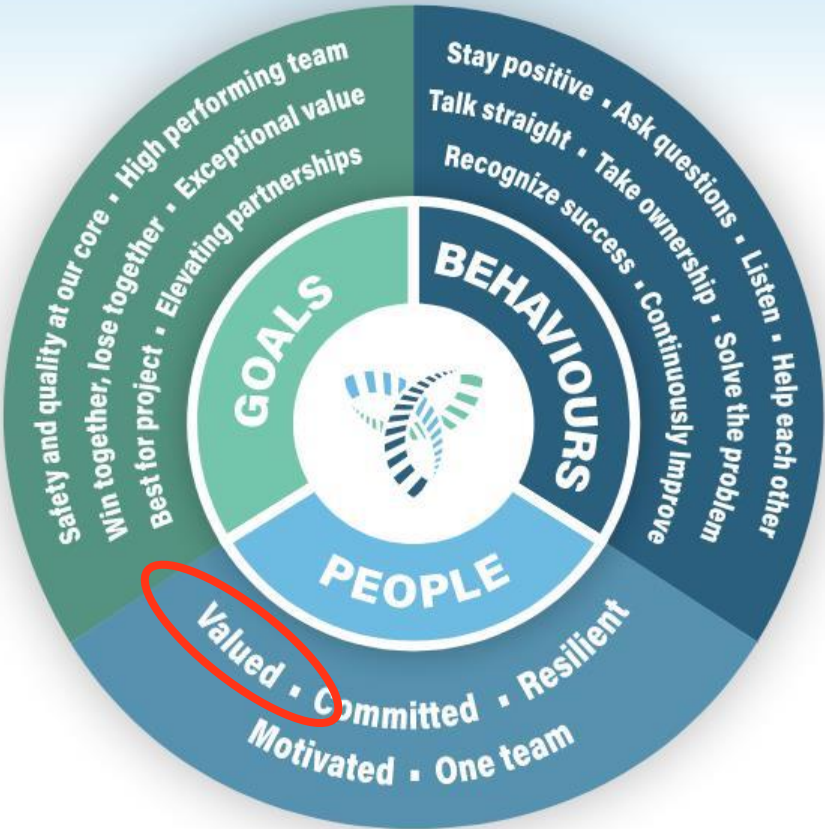 GOALS
Safety and quality at our core ▪ High performing team
Win together, lose together ▪ Exceptional value
Best for project ▪ Elevating partnerships
BEHAVIOURS
Stay positive ▪ Ask questions ▪ Listen ▪ Help each other
Talk straight ▪ Take ownership ▪ Solve the problem
Recognize success ▪ Continuously Improve
PEOPLE
Valued ▪ Committed ▪ Resilient
Motivated ▪ One team